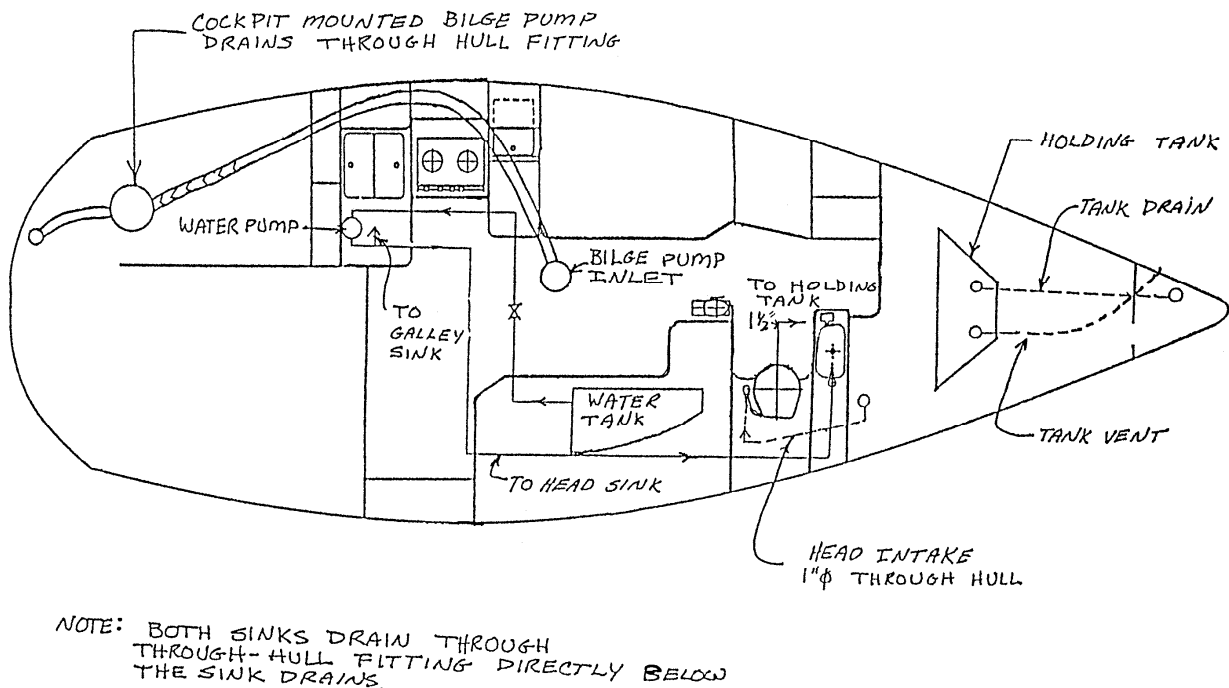 COCKPIT MOUNTED BILGE PUMP
DRAINS THROUGH HULL FITTING
HOLDING TANK
TANK DRAIN
WATER PUMP
BILGE PUMP
INLET
TO HOLDING
TANK
1½"
TO
GALLEY
SINK
WATER
TANK
TANK VENT
TO HEAD SINK
HEAD INTAKE
1"ϕ THROUGH HULL
NOTE: BOTH SINKS DRAIN THROUGH
THROUGH-HULL FITTING DIRECTLY BELOW
THE SINK DRAINS